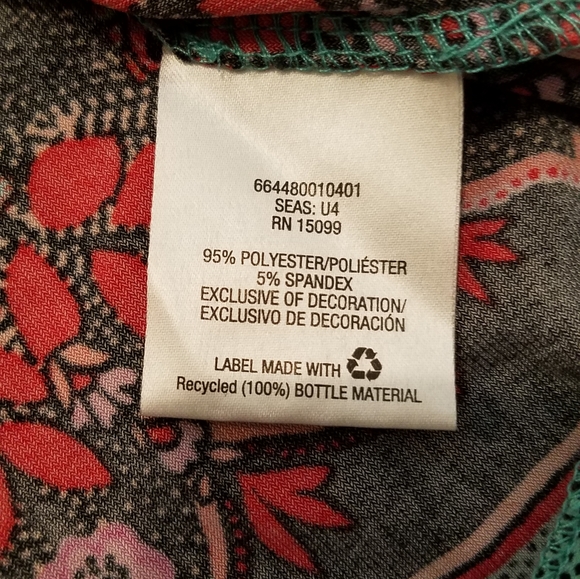 664480010401
SEAS: U4
RN 15099
95% POLYESTER/POLIÉSTER
5% SPANDEX
EXCLUSIVE OF DECORATION/
EXCLUSIVO DE DECORACIÓN
LABEL MADE WITH
Recycled (100%) BOTTLE MATERIAL